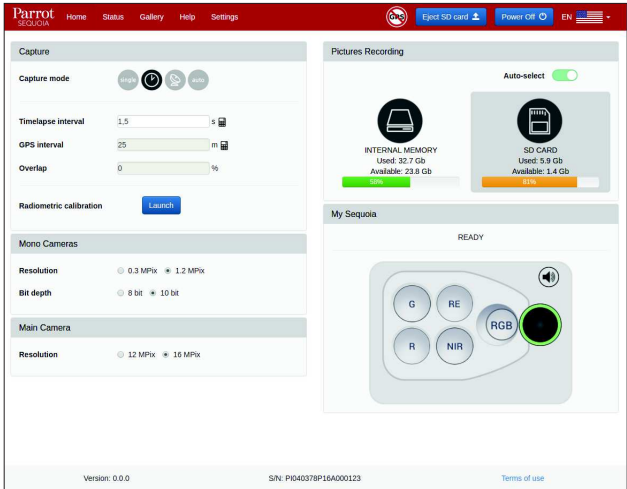 Parrot SEQUOIA Home Status Gallery Help Settings GPS Eject SD card Power Off EN
Capture
Capture mode single auto
Timelapse interval 1,5 s
GPS interval 25 m
Overlap 0 %
Radiometric calibration Launch
Mono Cameras
Resolution 0.3 MPix 1.2 MPix
Bit depth 8 bit 10 bit
Main Camera
Resolution 12 MPix 16 MPix
Pictures Recording
Auto-select
INTERNAL MEMORY
Used: 32.7 Gb
Available: 23.8 Gb
58%
SD CARD
Used: 5.9 Gb
Available: 1.4 Gb
81%
My Sequoia
READY
G RE
RGB
R NIR
Version: 0.0.0 S/N: PI040378P16A000123 Terms of use